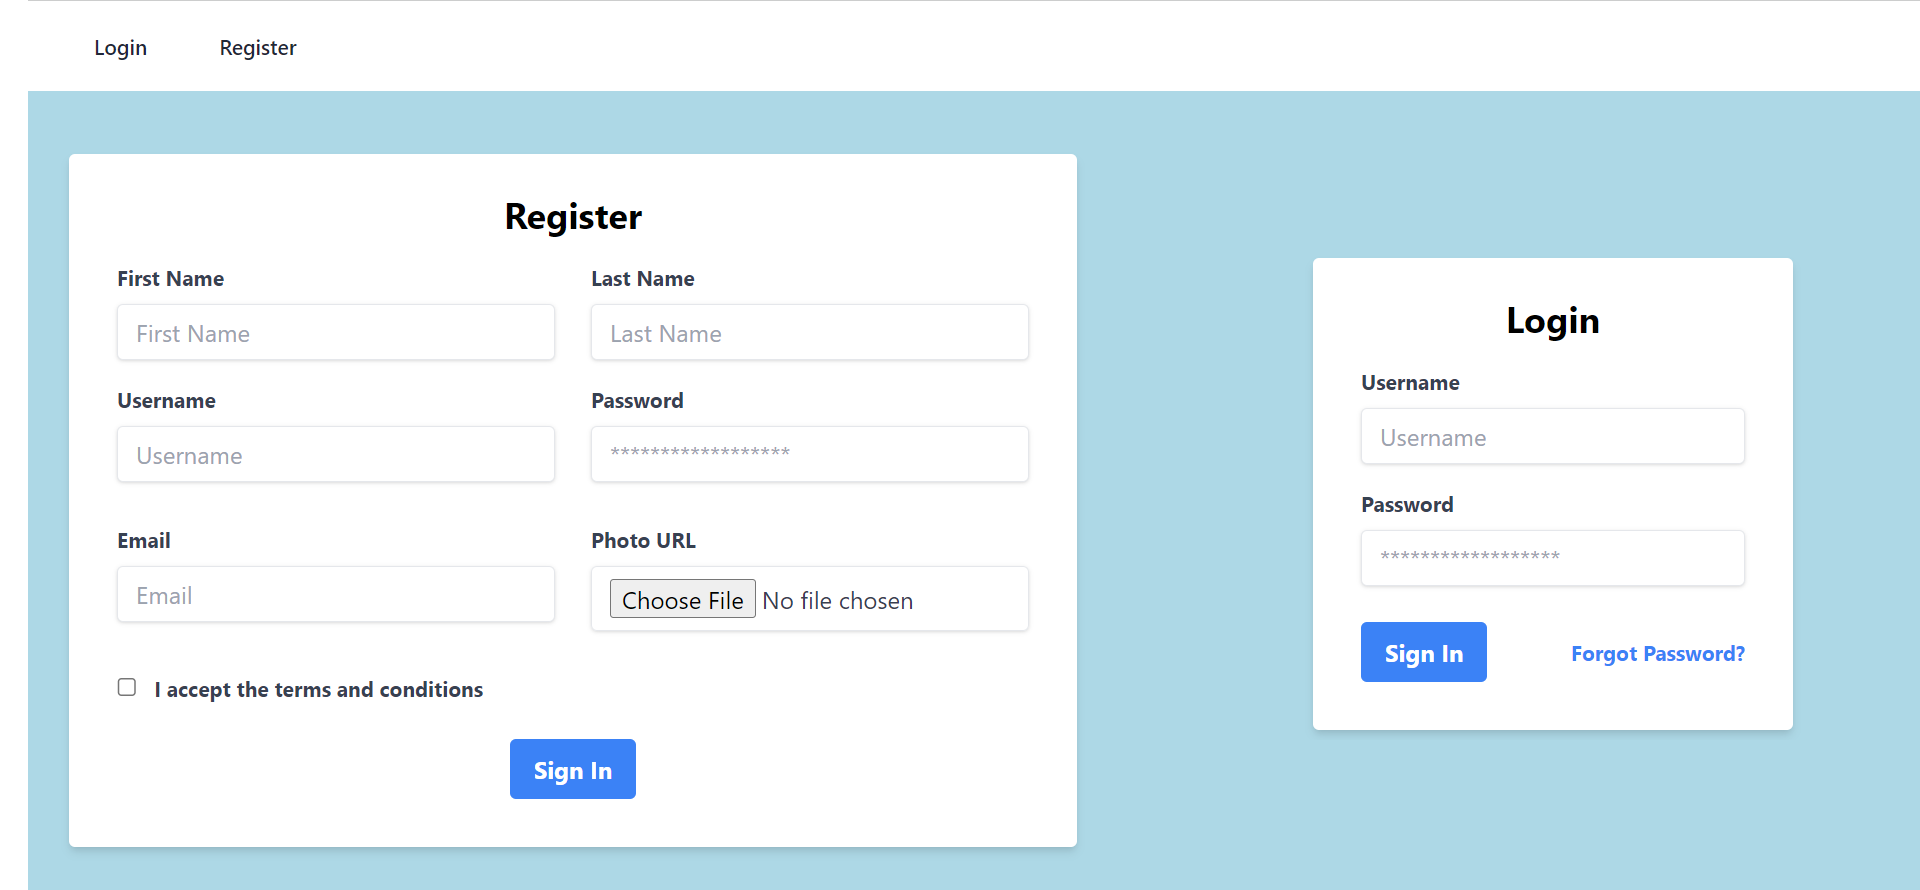 Login Register
Register
First Name Last Name
First Name Last Name
Username Password
Username ******************
Email Photo URL
Email Choose File No file chosen
I accept the terms and conditions
Sign In
Login
Username
Username
Password
******************
Sign In Forgot Password?